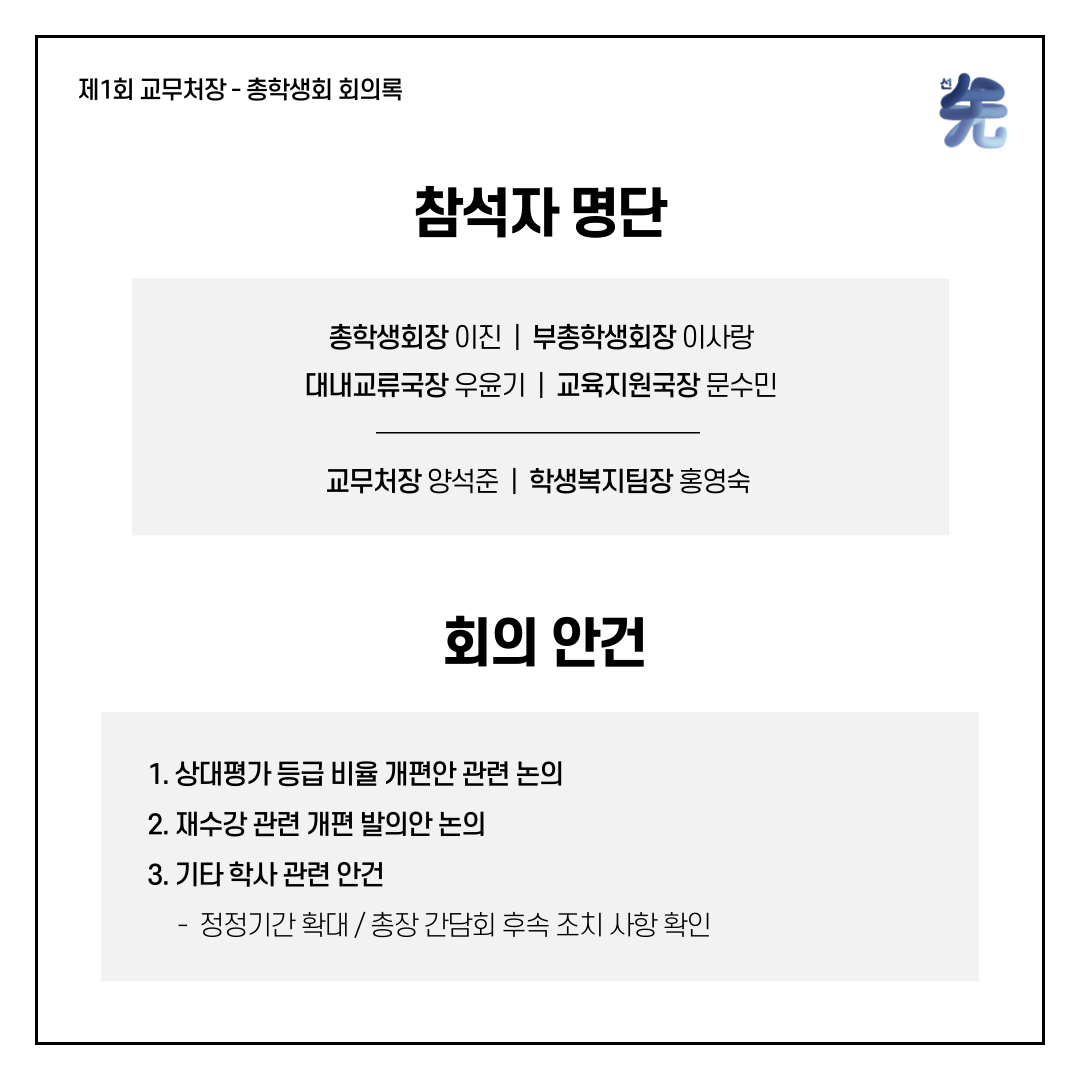 제1회 교무처장 - 총학생회 회의록
선
先
참석자 명단
총학생회장 이진 | 부총학생회장 이사랑
대내교류국장 우윤기 | 교육지원국장 문수민
교무처장 양석준 | 학생복지팀장 홍영숙
회의 안건
1. 상대평가 등급 비율 개편안 관련 논의
2. 재수강 관련 개편 발의안 논의
3. 기타 학사 관련 안건
- 정정기간 확대 / 총장 간담회 후속 조치 사항 확인